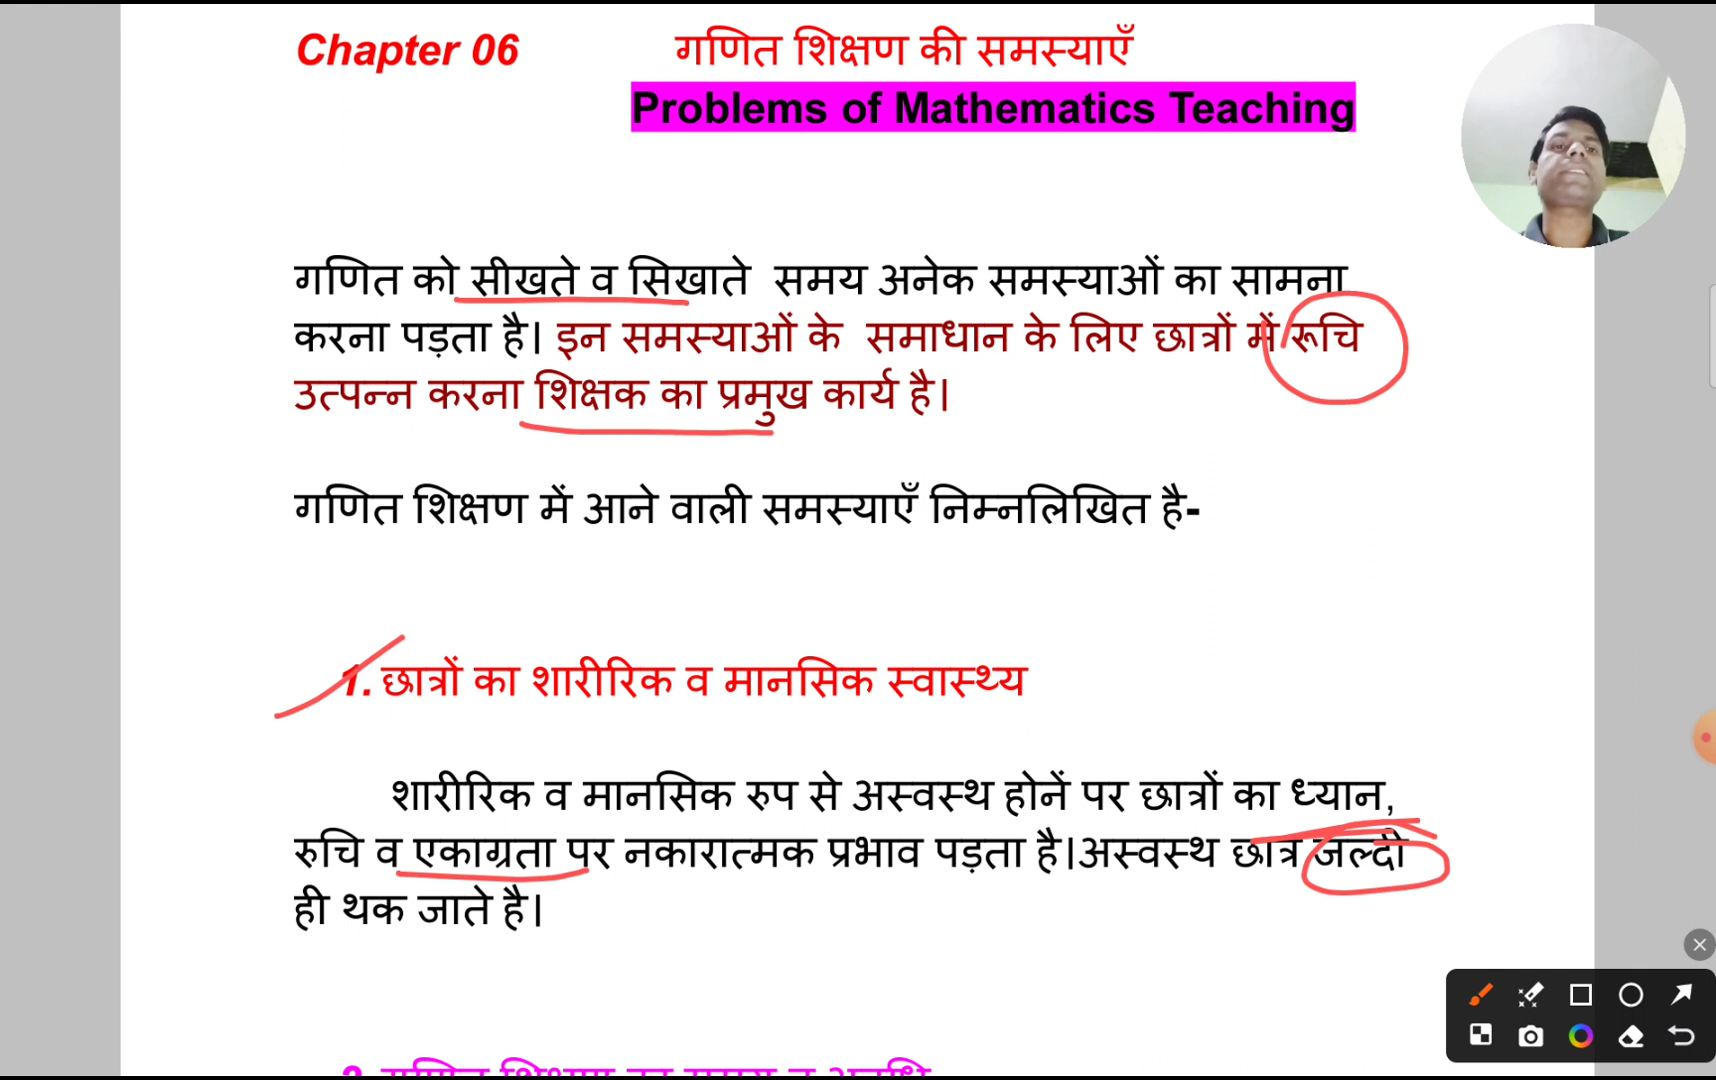 Chapter 06 गणित शिक्षण की समस्याएँ
Problems of Mathematics Teaching
गणित को सीखते व सिखाते समय अनेक समस्याओं का सामना
करना पड़ता है। इन समस्याओं के समाधान के लिए छात्रों में रूचि
उत्पन्न करना शिक्षक का प्रमुख कार्य है।
गणित शिक्षण में आने वाली समस्याएँ निम्नलिखित है-
1. छात्रों का शारीरिक व मानसिक स्वास्थ्य
शारीरिक व मानसिक रुप से अस्वस्थ होनें पर छात्रों का ध्यान,
रुचि व एकाग्रता पर नकारात्मक प्रभाव पड़ता है।अस्वस्थ छात्र जल्दी
ही थक जाते है।